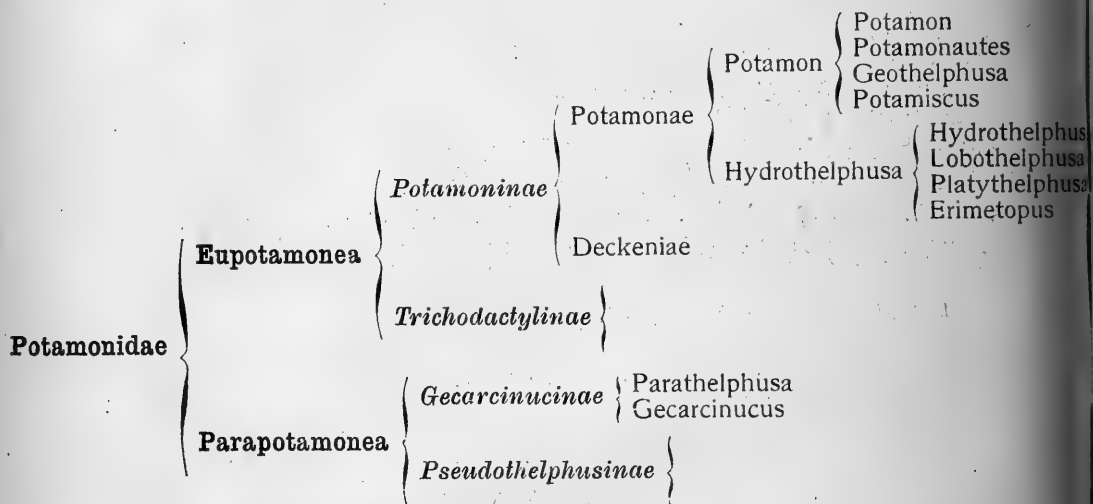 Potamon
Potamonautes
Potamon
Geothelphusa
Potamiscus
Potamonae
Hydrothelphus
Lobothelphusa
Hydrothelphusa
Platythelphusa
Erimetopus
Potamoninae
Eupotamonea
Deckeniae
Trichodactylinae
Potamonidae
Gecarcinucinae
Parathelphusa
Gecarcinucus
Parapotamonea
Pseudothelphusinae